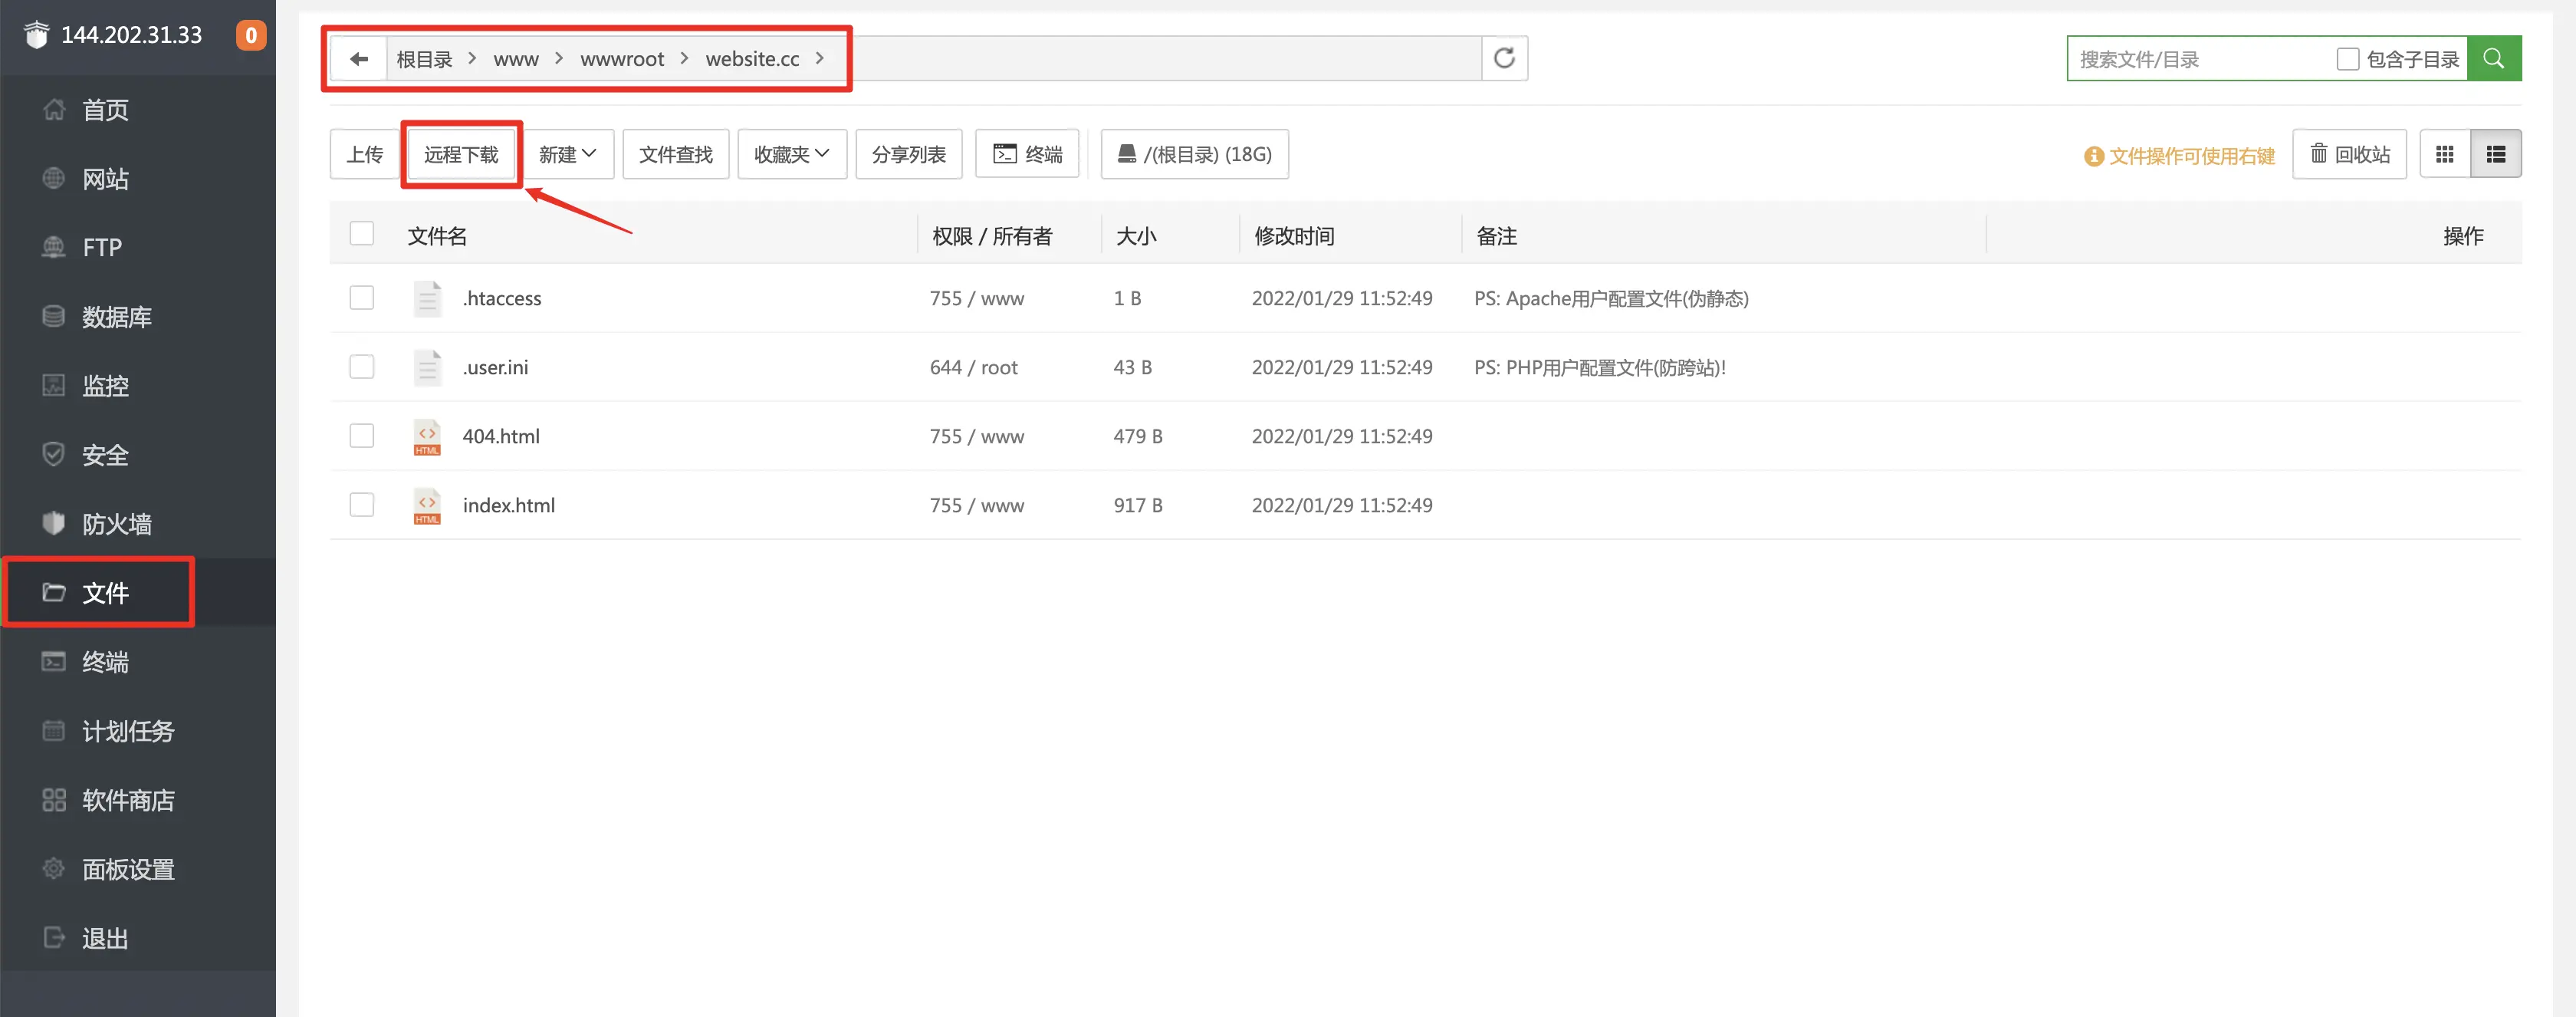 144.202.31.33
0
首页
网站
FTP
数据库
监控
安全
防火墙
文件
终端
计划任务
软件商店
面板设置
退出
根目录 > www > wwwroot > website.cc >
搜索文件/目录
包含子目录
上传
远程下载
新建
文件查找
收藏夹
分享列表
终端
/(根目录) (18G)
文件操作可使用右键
回收站
文件名 权限 / 所有者 大小 修改时间 备注 操作
.htaccess 755 / www 1 B 2022/01/29 11:52:49 PS: Apache用户配置文件(伪静态)
.user.ini 644 / root 43 B 2022/01/29 11:52:49 PS: PHP用户配置文件(防跨站)!
HTML 404.html 755 / www 479 B 2022/01/29 11:52:49
HTML index.html 755 / www 917 B 2022/01/29 11:52:49